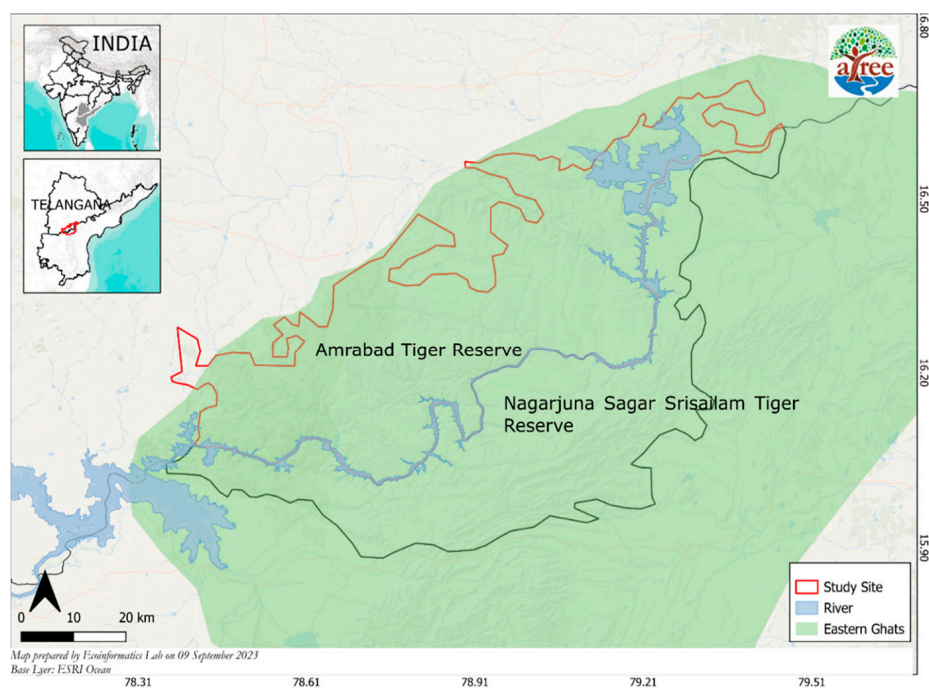 INDIA
TELANGANA
aTree
Amrabad Tiger Reserve
Nagarjuna Sagar Srisailam Tiger
Reserve
16.80
16.50
16.20
15.90
Study Site
River
Eastern Ghats
0 10 20 km
Map prepared by Ecoinformatics Lab on 09 September 2023
Base Lyer: ESRI Ocean
78.31 78.61 78.91 79.21 79.51